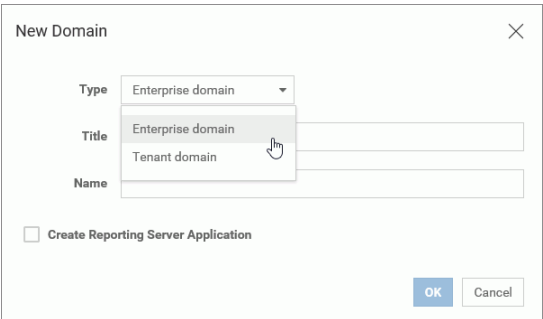 New Domain
Type Enterprise domain
Title Enterprise domain
Tenant domain
Name
Create Reporting Server Application
OK Cancel